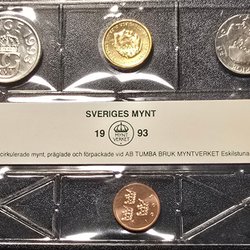 SVERIGES MYNT
19 MYNT VERKET 93
cirkulerade mynt, präglade och förpackade vid AB TUMBA BRUK MYNTVERKET Eskilstuna